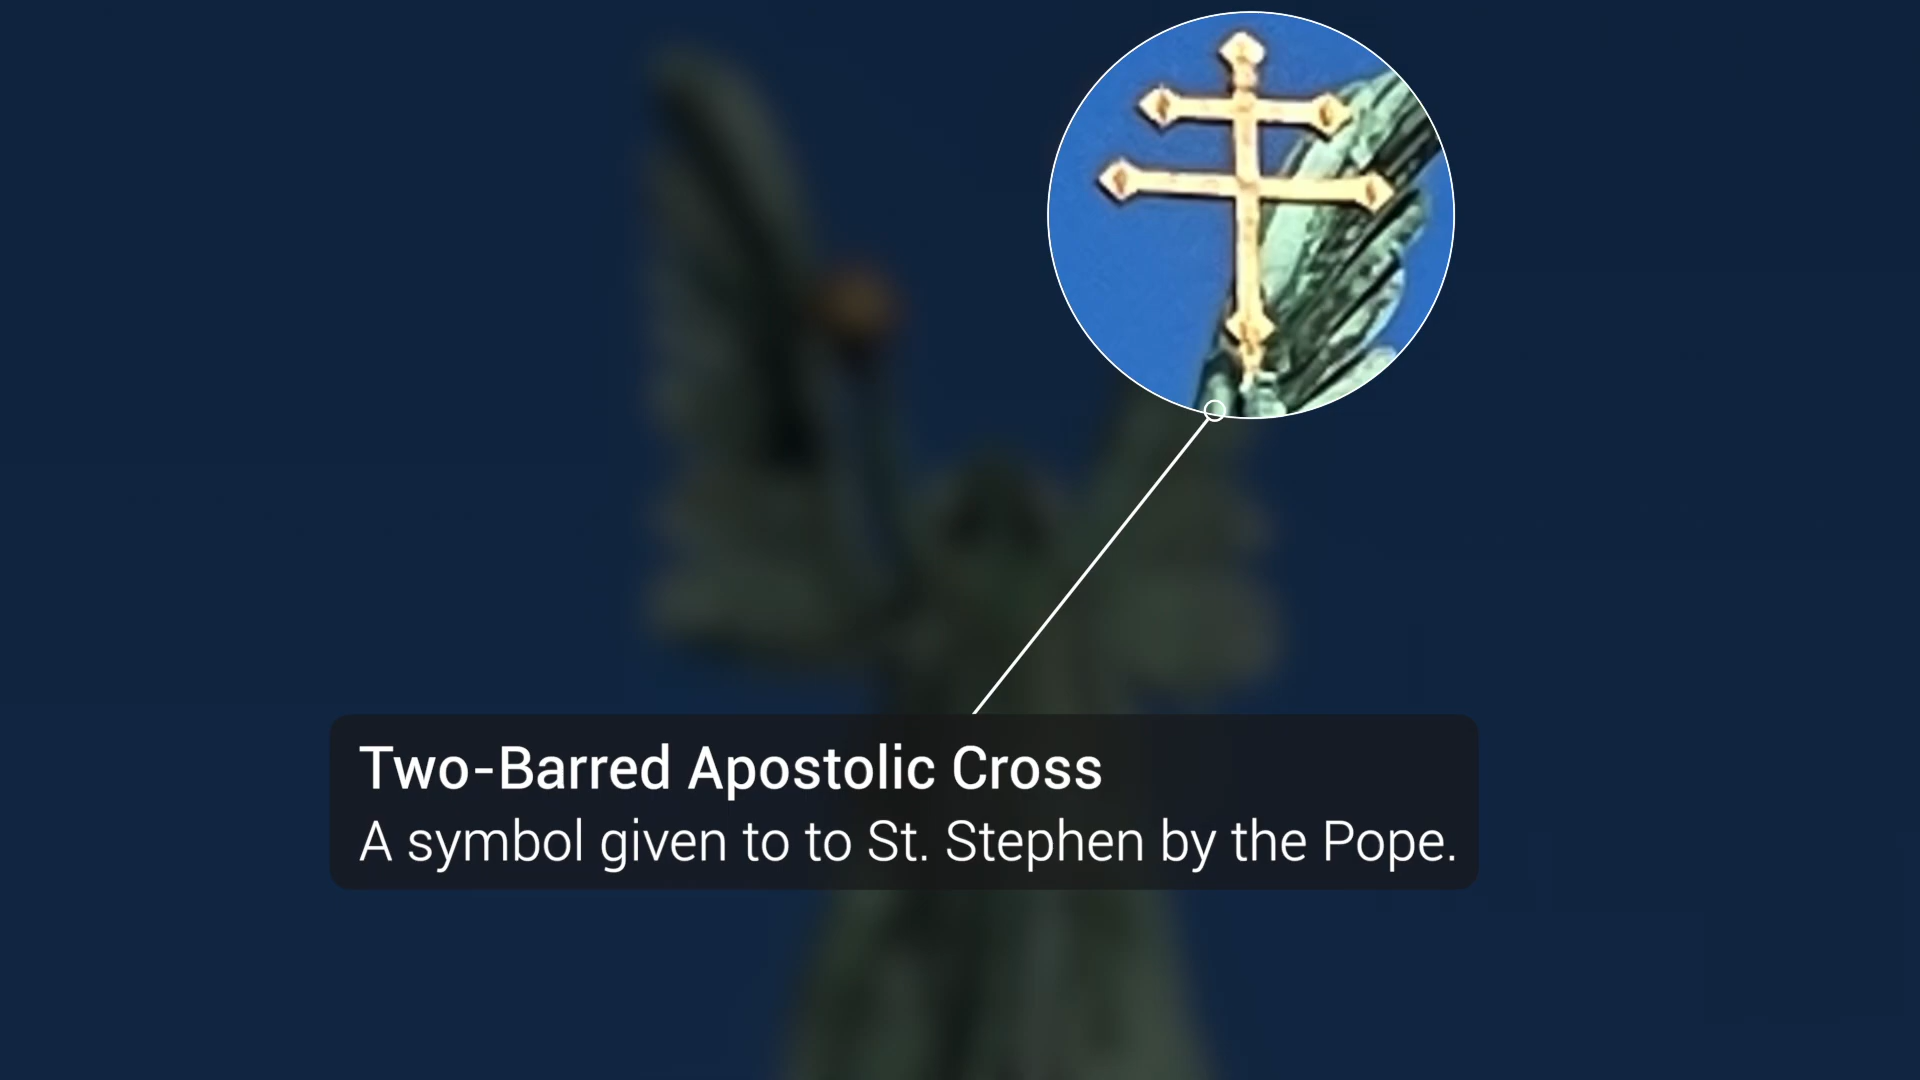 Two-Barred Apostolic Cross
A symbol given to to St. Stephen by the Pope.